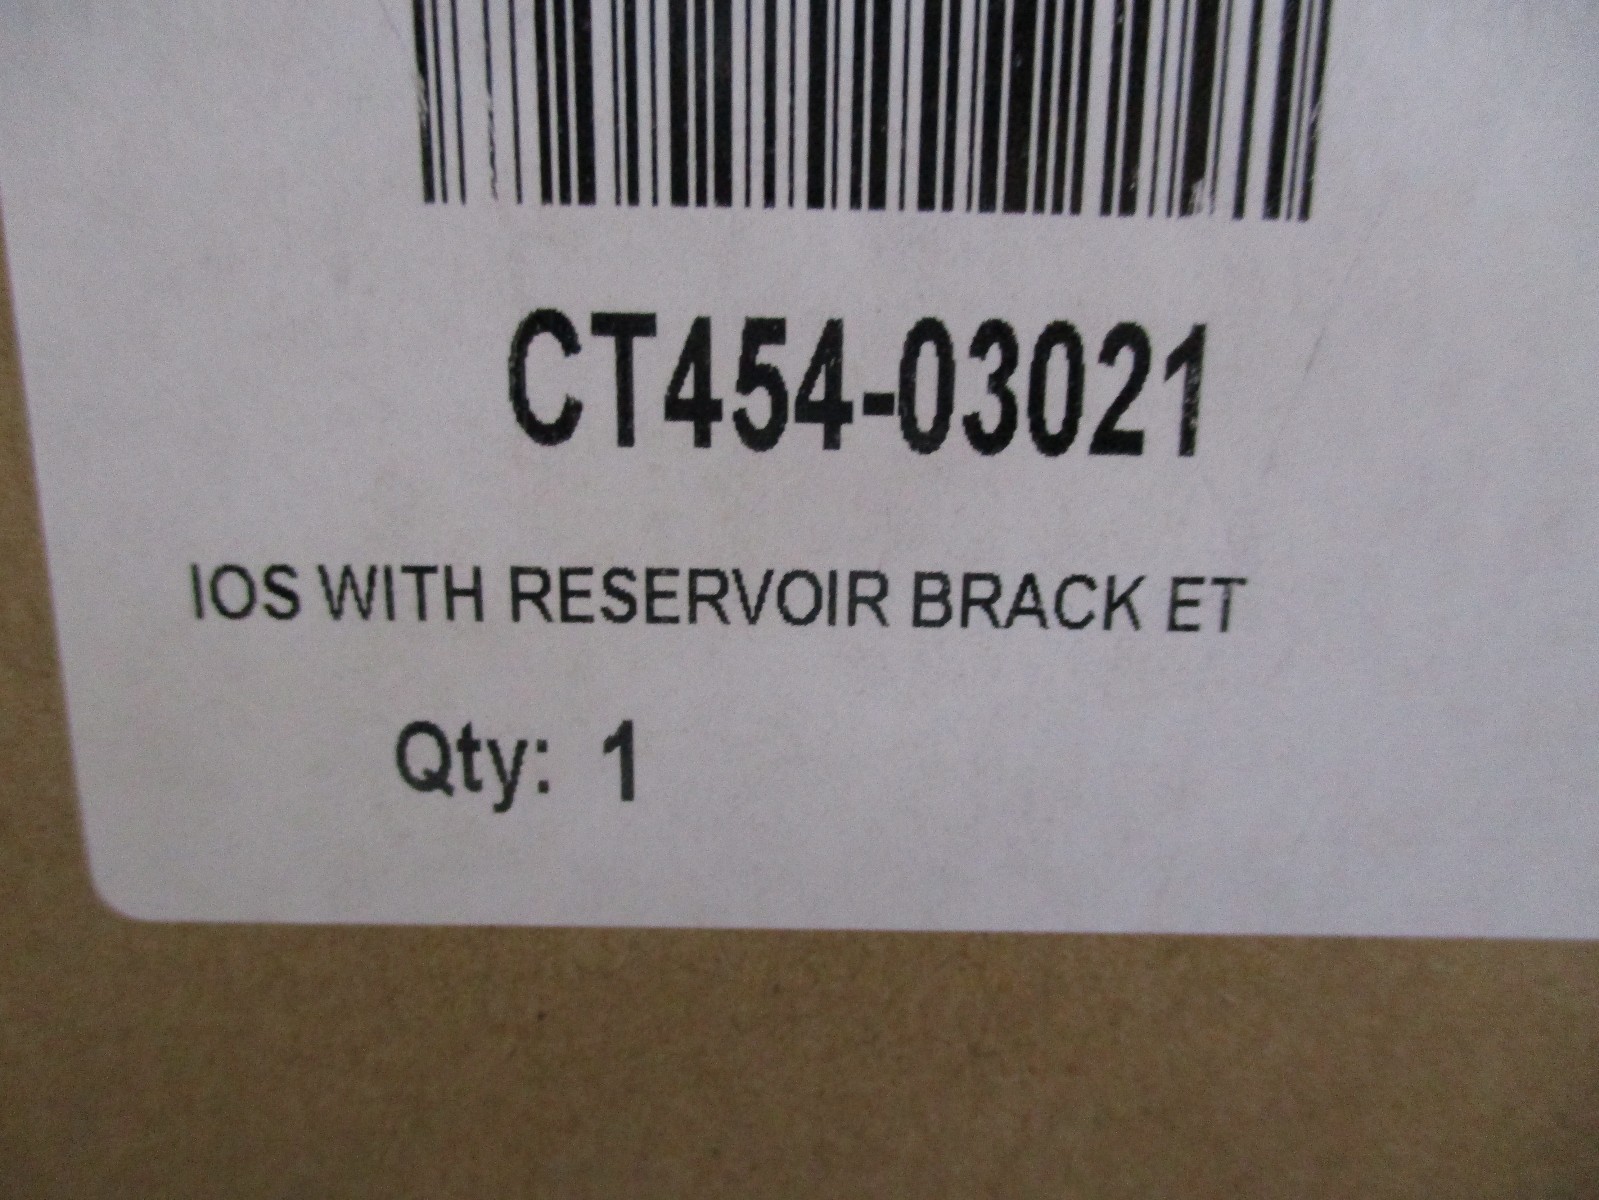 CT454-03021
IOS WITH RESERVOIR BRACK ET
Qty: 1